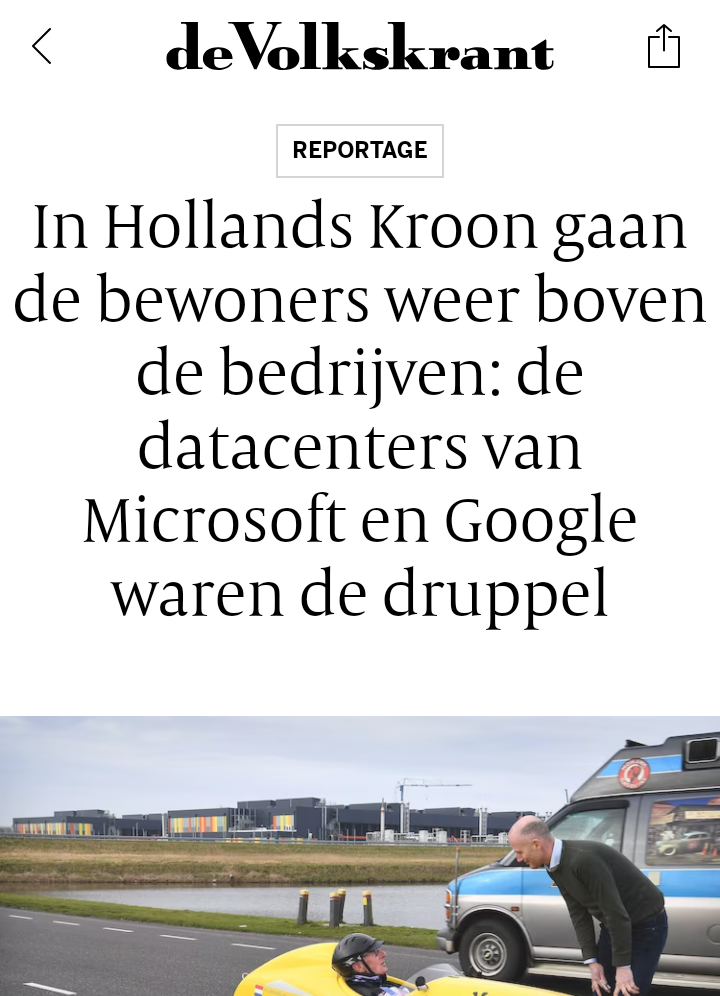 deVolkskrant
REPORTAGE
In Hollands Kroon gaan
de bewoners weer boven
de bedrijven: de
datacenters van
Microsoft en Google
waren de druppel